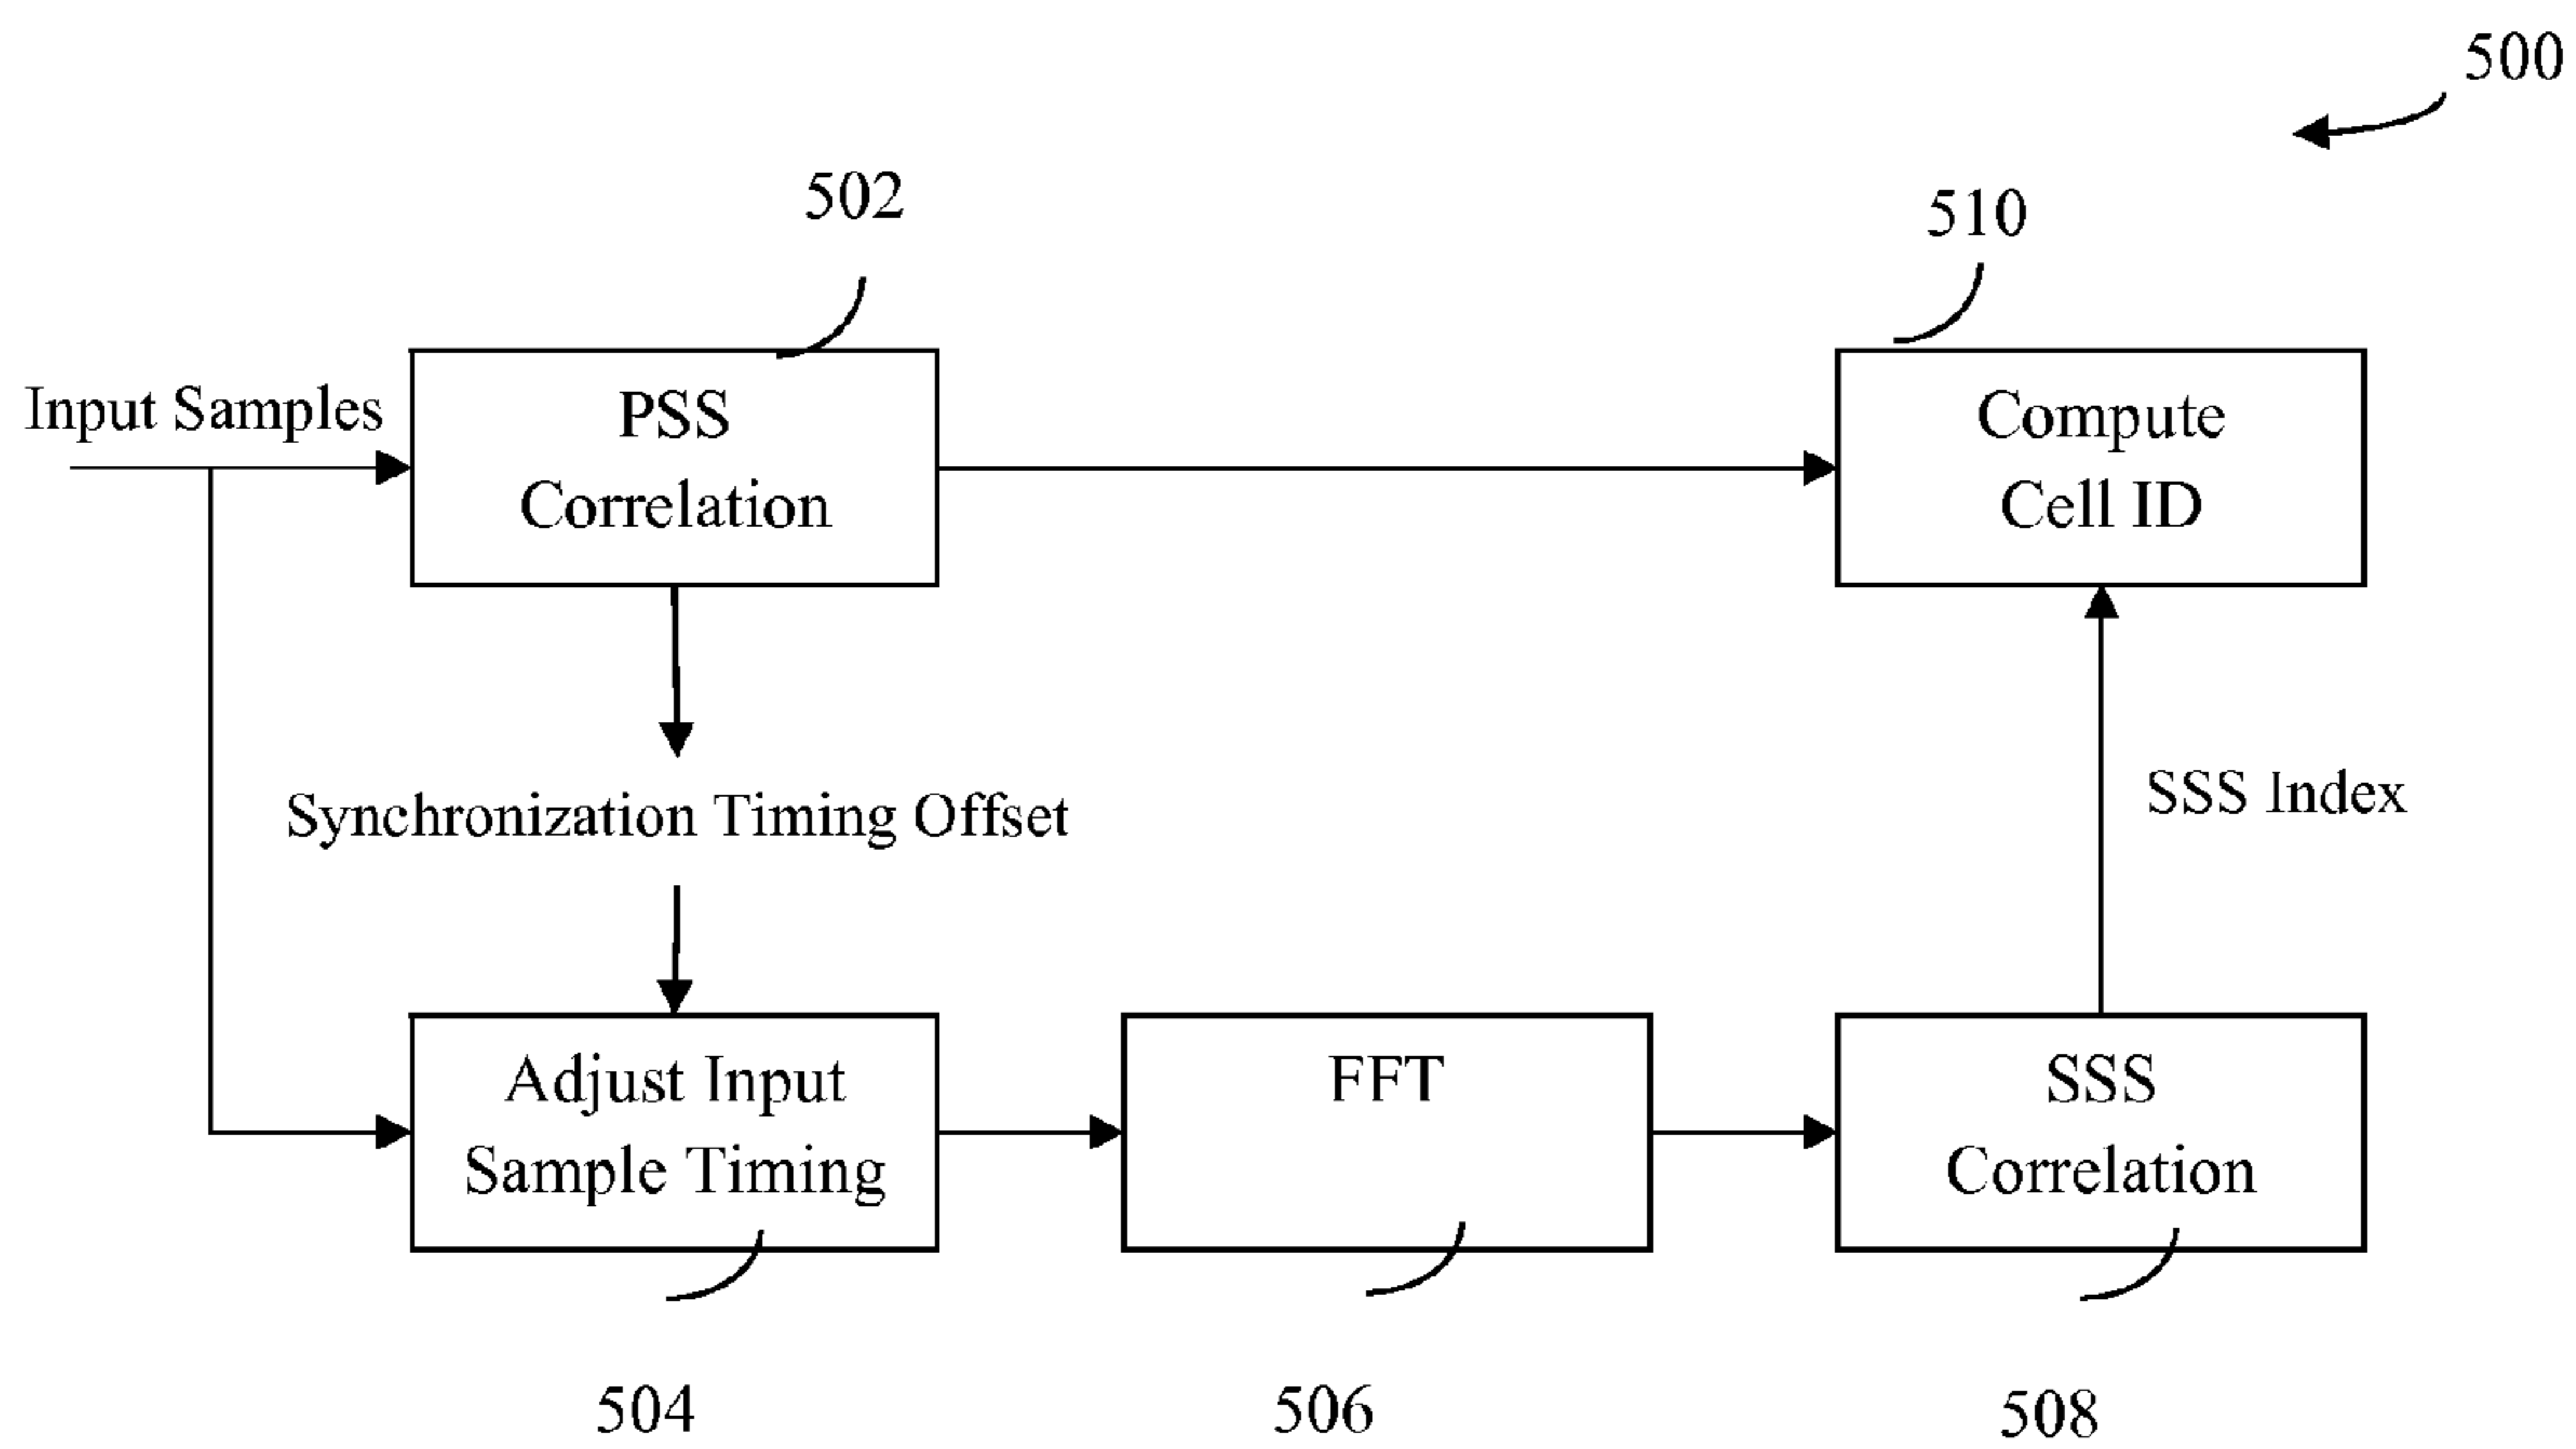 500
502
510
Input Samples
PSS
Correlation
Compute
Cell ID
Synchronization Timing Offset
SSS Index
Adjust Input
Sample Timing
FFT
SSS
Correlation
504
506
508